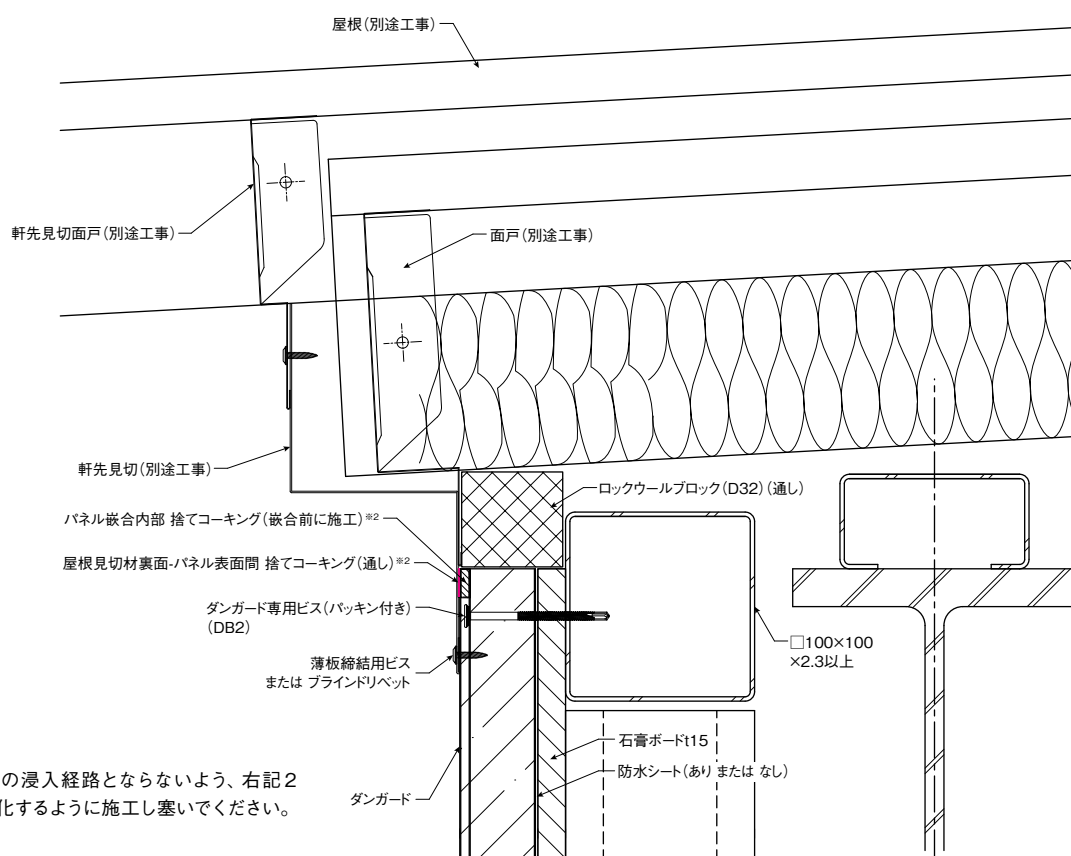 屋根(別途工事)
軒先見切面戸(別途工事)
面戸(別途工事)
軒先見切(別途工事)
ロックウールブロック(D32)(通し)
パネル嵌合内部 捨てコーキング(嵌合前に施工)※2
屋根見切材裏面-パネル表面間 捨てコーキング(通し)※2
ダンガード専用ビス(パッキン付き)
(DB2)
□100×100
×2.3以上
薄板締結用ビス
または ブラインドリベット
石膏ボードt15
防水シート(あり または なし)
ダンガード
の浸入経路とならないよう、右記2
化するように施工し塞いでください。